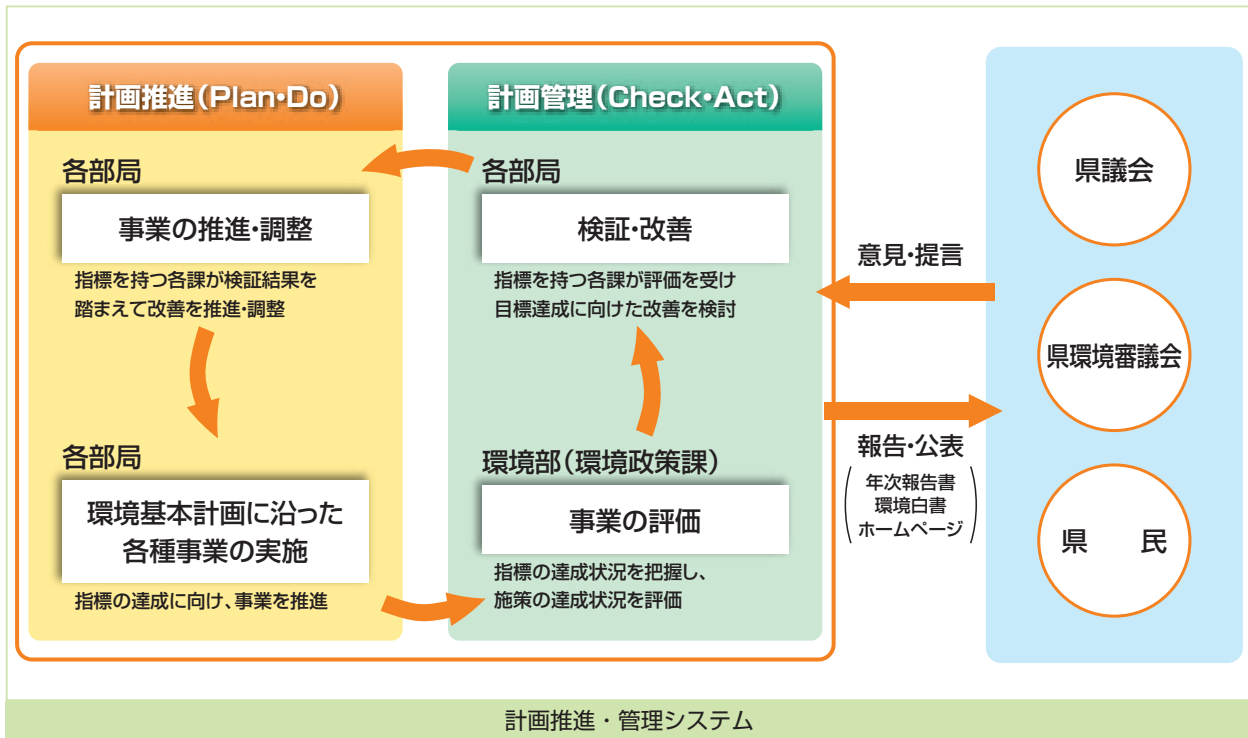 計画推進(Plan・Do)
各部局
事業の推進・調整
指標を持つ各課が検証結果を
踏まえて改善を推進・調整
各部局
環境基本計画に沿った
各種事業の実施
指標の達成に向け、事業を推進
計画管理(Check・Act)
各部局
検証・改善
指標を持つ各課が評価を受け
目標達成に向けた改善を検討
環境部(環境政策課)
事業の評価
指標の達成状況を把握し、
施策の達成状況を評価
意見・提言
報告・公表
年次報告書
環境白書
ホームページ
県議会
県環境審議会
県　民
計画推進・管理システム